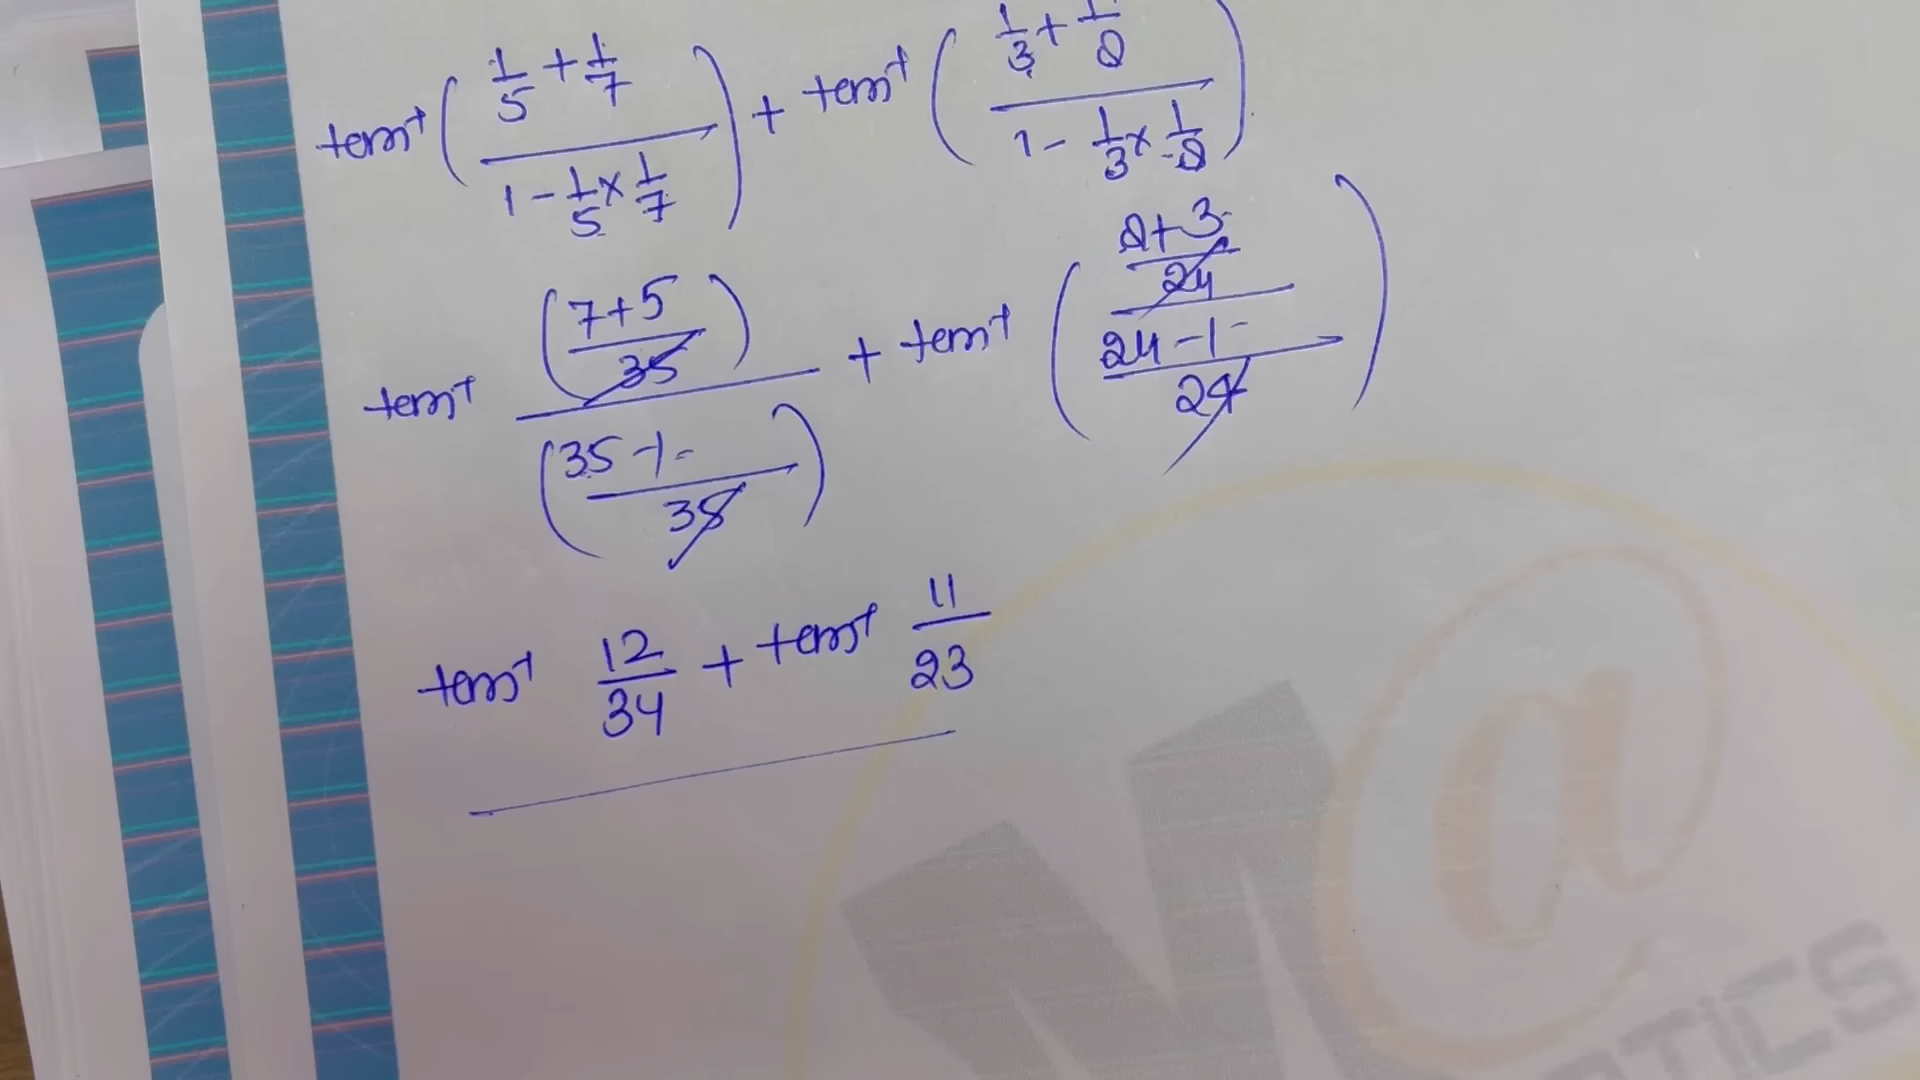 tan⁻¹ ( (1/5 + 1/7) / (1 - 1/5 × 1/7) ) + tan⁻¹ ( (1/3 + 1/8) / (1 - 1/3 × 1/8) )
tan⁻¹ ((7+5)/35) / ((35-1)/35) + tan⁻¹ ( ((8+3)/24) / ((24-1)/24) )
tan⁻¹ 12/34 + tan⁻¹ 11/23